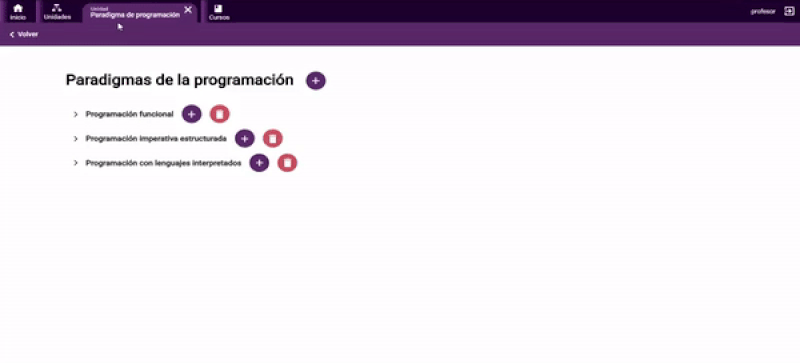 Inicio
Unidades
Unidad
Paradigma de programación
Cursos
profesor
Volver
Paradigmas de la programación
Programación funcional
Programación imperativa estructurada
Programación con lenguajes interpretados